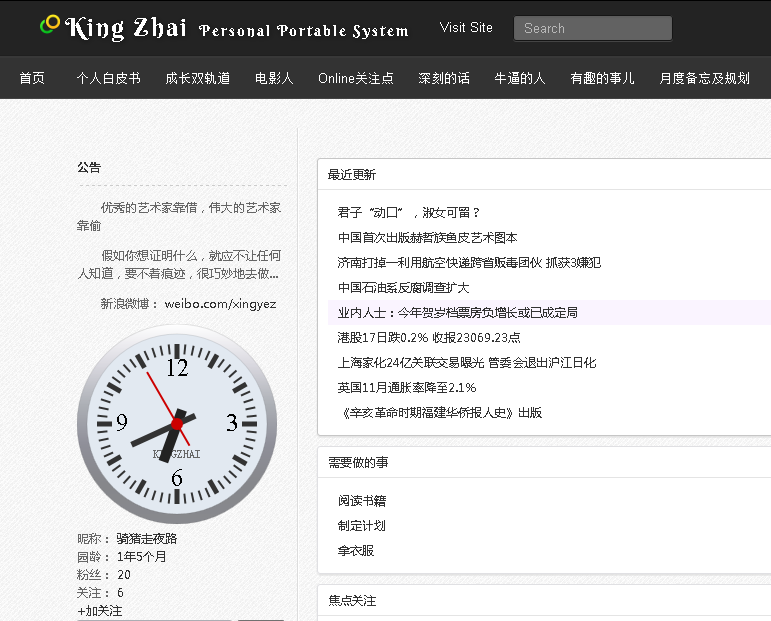 King Zhai Personal Portable System Visit Site Search
首页 个人白皮书 成长双轨道 电影人 Online关注点 深刻的话 牛逼的人 有趣的事儿 月度备忘及规划
公告
优秀的艺术家靠借，伟大的艺术家
靠偷
假如你想证明什么，就应不让任何
人知道，要不着痕迹，很巧妙地去做...
新浪微博： weibo.com/xingyez
12
9
3
KINGZHAI
6
昵称： 骑猪走夜路
园龄： 1年5个月
粉丝： 20
关注： 6
+加关注
最近更新
君子“动口”，淑女可留？
中国首次出版赫哲族鱼皮艺术图本
济南打掉一利用航空快递跨省贩毒团伙 抓获3嫌犯
中国石油系反腐调查扩大
业内人士：今年贺岁档票房负增长或已成定局
港股17日跌0.2% 收报23069.23点
上海家化24亿关联交易曝光 管委会退出沪江日化
英国11月通胀率降至2.1%
《辛亥革命时期福建华侨报人史》出版
需要做的事
阅读书籍
制定计划
拿衣服
焦点关注